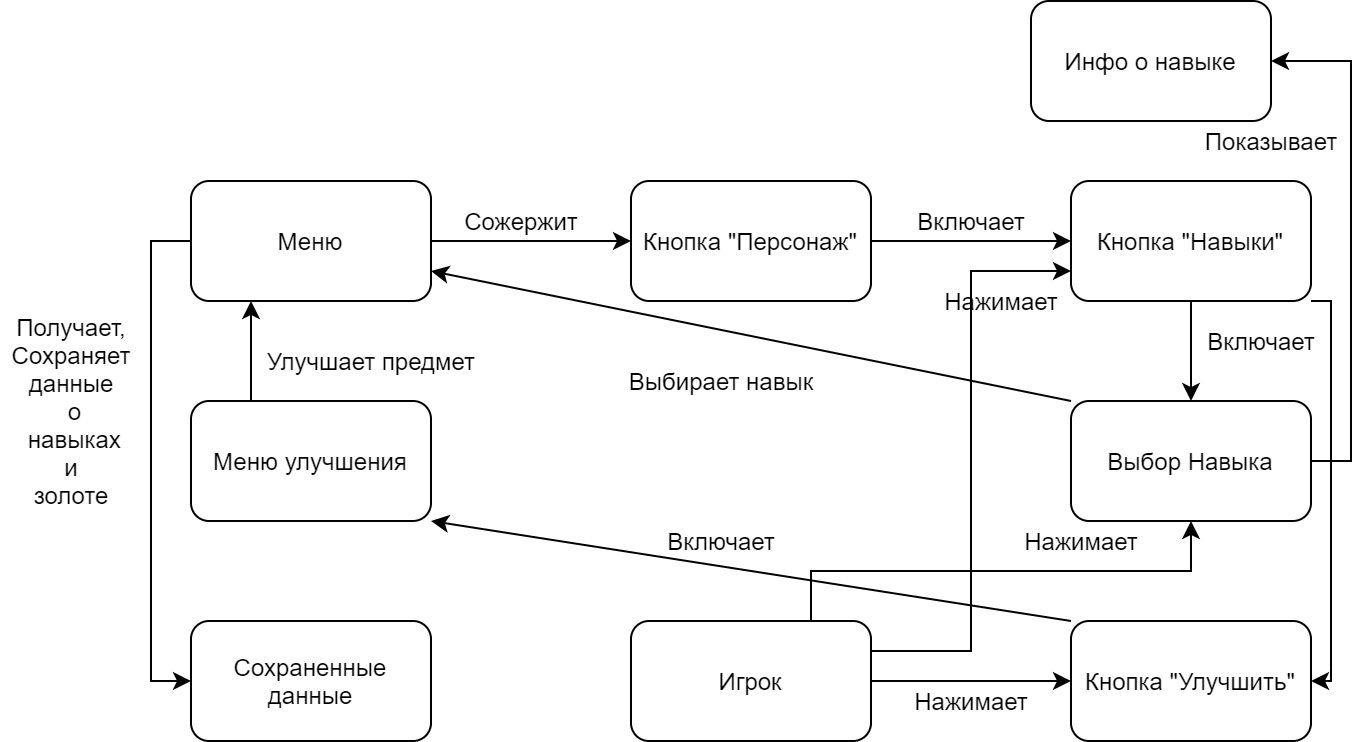 Инфо о навыке
Показывает
Меню
Сожержит
Кнопка "Персонаж"
Включает
Кнопка "Навыки"
Нажимает
Получает,
Сохраняет
данные
о
навыках
и
золоте
Улучшает предмет
Выбирает навык
Включает
Меню улучшения
Выбор Навыка
Включает
Нажимает
Сохраненные
данные
Игрок
Нажимает
Кнопка "Улучшить"